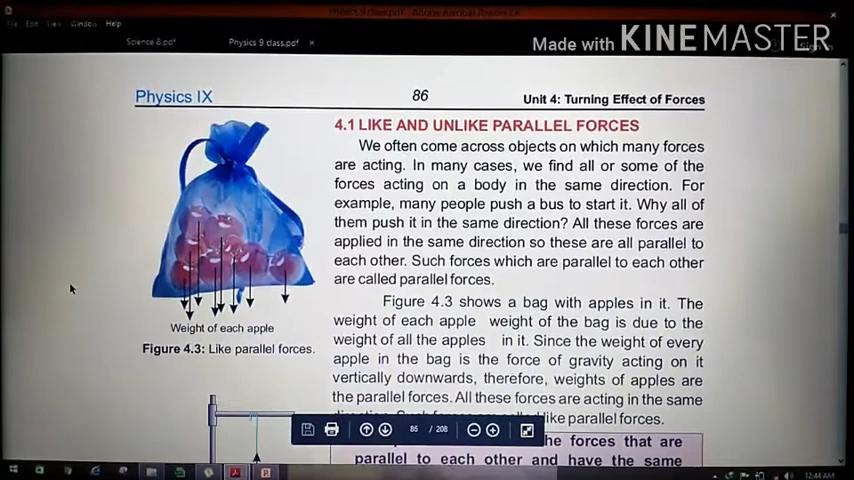 File Edit View Window Help
Science 8.pdf
Physics 9 class.pdf ×
Made with KINEMASTER
Physics IX
86
Unit 4: Turning Effect of Forces
Weight of each apple
Figure 4.3: Like parallel forces.
4.1 LIKE AND UNLIKE PARALLEL FORCES
We often come across objects on which many forces
are acting. In many cases, we find all or some of the
forces acting on a body in the same direction. For
example, many people push a bus to start it. Why all of
them push it in the same direction? All these forces are
applied in the same direction so these are all parallel to
each other. Such forces which are parallel to each other
are called parallel forces.
Figure 4.3 shows a bag with apples in it. The
weight of each apple weight of the bag is due to the
weight of all the apples in it. Since the weight of every
apple in the bag is the force of gravity acting on it
vertically downwards, therefore, weights of apples are
the parallel forces. All these forces are acting in the same
like parallel forces.
86 / 208
he forces that are
parallel to each other and have the same
12:44 AM